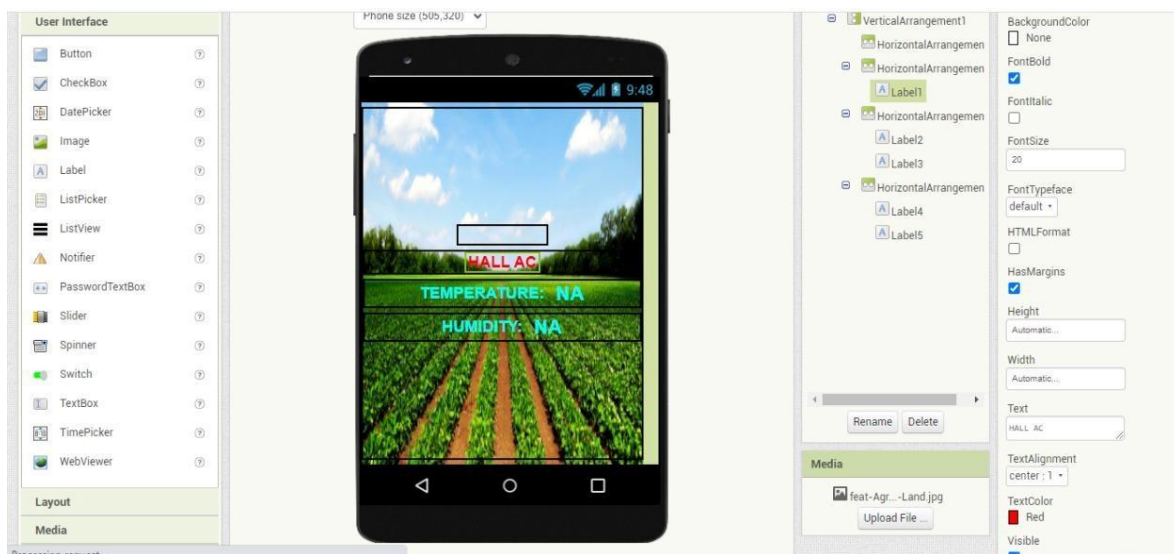 User Interface
Button
CheckBox
DatePicker
Image
Label
ListPicker
ListView
Notifier
PasswordTextBox
Slider
Spinner
Switch
TextBox
TimePicker
WebViewer
Layout
Media
Phone size (505,320)
9:48
HALL AC
TEMPERATURE: NA
HUMIDITY: NA
VerticalArrangement1
HorizontalArrangemen
HorizontalArrangemen
Label1
HorizontalArrangemen
Label2
Label3
HorizontalArrangemen
Label4
Label5
Rename Delete
Media
feat-Agr...-Land.jpg
Upload File ...
BackgroundColor
None
FontBold
FontItalic
FontSize
20
FontTypeface
default
HTMLFormat
HasMargins
Height
Automatic...
Width
Automatic...
Text
HALL AC
TextAlignment
center : 1
TextColor
Red
Visible